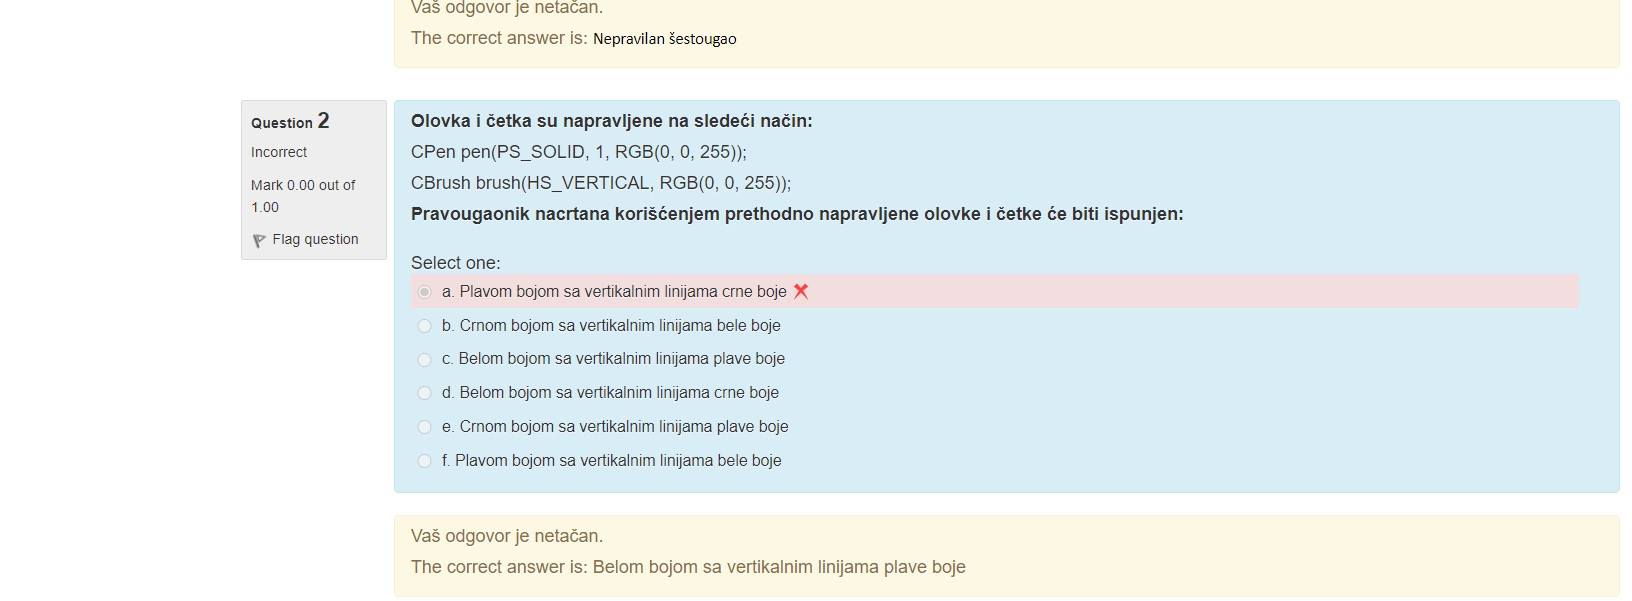 Vaš odgovor je netačan.
The correct answer is: Nepravilan šestougao
Question 2
Incorrect
Mark 0.00 out of
1.00
Flag question
Olovka i četka su napravljene na sledeći način:
CPen pen(PS_SOLID, 1, RGB(0, 0, 255));
CBrush brush(HS_VERTICAL, RGB(0, 0, 255));
Pravougaonik nacrtana korišćenjem prethodno napravljene olovke i četke će biti ispunjen:
Select one:
a. Plavom bojom sa vertikalnim linijama crne boje
b. Crnom bojom sa vertikalnim linijama bele boje
c. Belom bojom sa vertikalnim linijama plave boje
d. Belom bojom sa vertikalnim linijama crne boje
e. Crnom bojom sa vertikalnim linijama plave boje
f. Plavom bojom sa vertikalnim linijama bele boje
Vaš odgovor je netačan.
The correct answer is: Belom bojom sa vertikalnim linijama plave boje